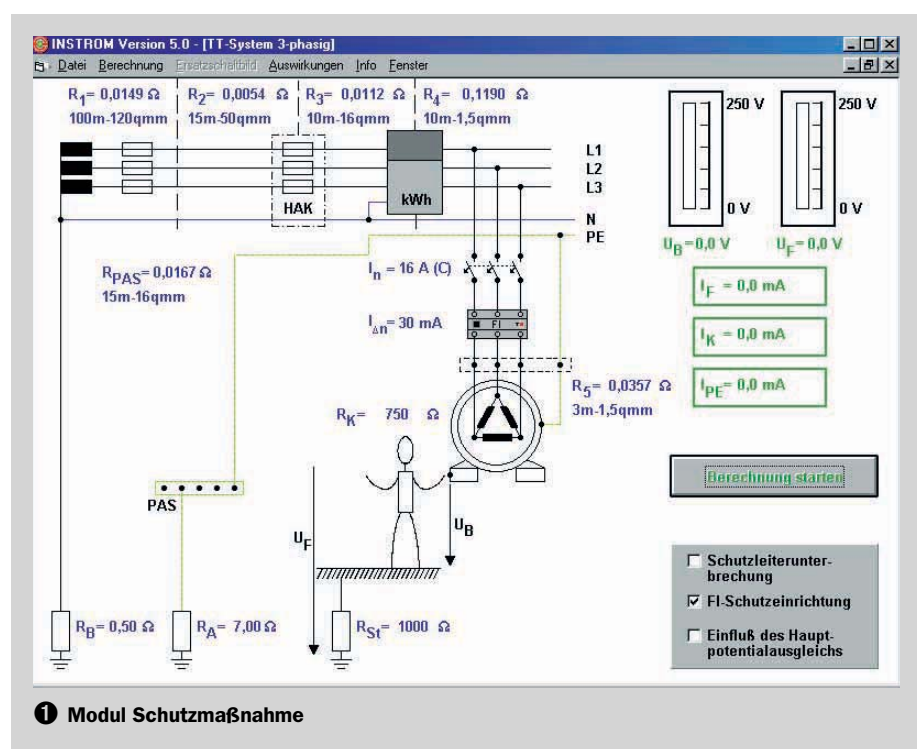 INSTROM Version 5.0 - [TT-System 3-phasig]
Datei Berechnung Ersatzschaltbild Auswirkungen Info Fenster
R1= 0,0149 Ω R2= 0,0054 Ω R3= 0,0112 Ω R4= 0,1190 Ω
100m-120qmm 15m-50qmm 10m-16qmm 10m-1,5qmm
250 V 250 V
L1
L2
L3
kWh
HAK
0 V 0 V
N
PE
UB=0,0 V UF=0,0 V
RPAS= 0,0167 Ω
15m-16qmm
In = 16 A (C)
IF = 0,0 mA
IΔn= 30 mA
FI
IK = 0,0 mA
R5= 0,0357 Ω
3m-1,5qmm
IPE= 0,0 mA
RK= 750 Ω
Berechnung starten
PAS
UF
UB
Schutzleiterunter-
brechung
FI-Schutzeinrichtung
Einfluß des Haupt-
potentialausgleichs
RB= 0,50 Ω RA= 7,00 Ω RSt= 1000 Ω
❶ Modul Schutzmaßnahme